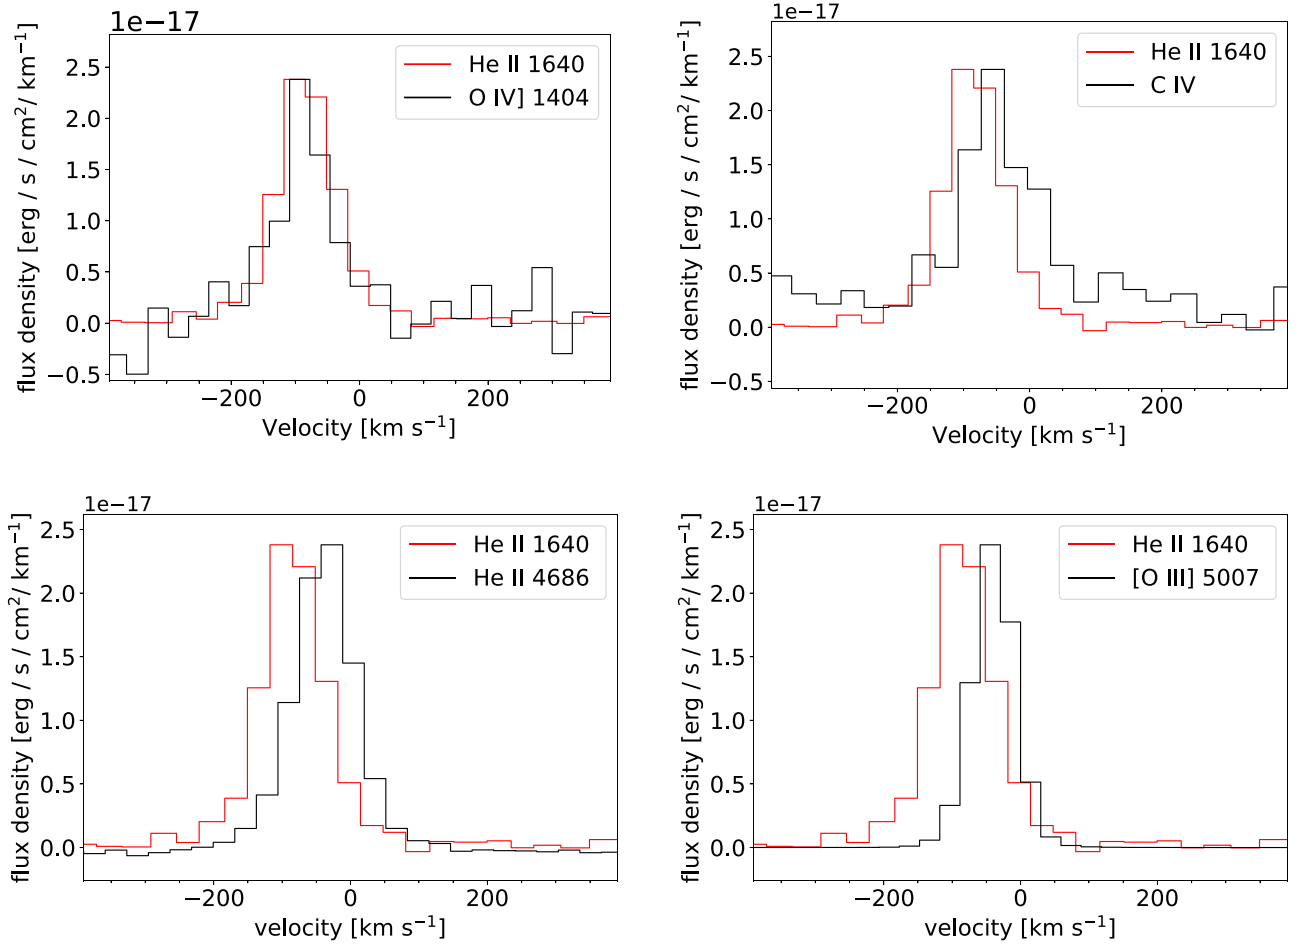 1e−17
flux density [erg / s / cm²/ km⁻¹]
2.5
2.0
1.5
1.0
0.5
0.0
−0.5
He II 1640
O IV] 1404
−200
0
200
Velocity [km s⁻¹]
flux density [erg / s / cm²/ km⁻¹]
2.5
2.0
1.5
1.0
0.5
0.0
−0.5
He II 1640
C IV
−200
0
200
Velocity [km s⁻¹]
1e−17
flux density [erg / s / cm²/ km⁻¹]
2.5
2.0
1.5
1.0
0.5
0.0
He II 1640
He II 4686
−200
0
200
velocity [km s⁻¹]
1e−17
flux density [erg / s / cm²/ km⁻¹]
2.5
2.0
1.5
1.0
0.5
0.0
He II 1640
[O III] 5007
−200
0
200
velocity [km s⁻¹]